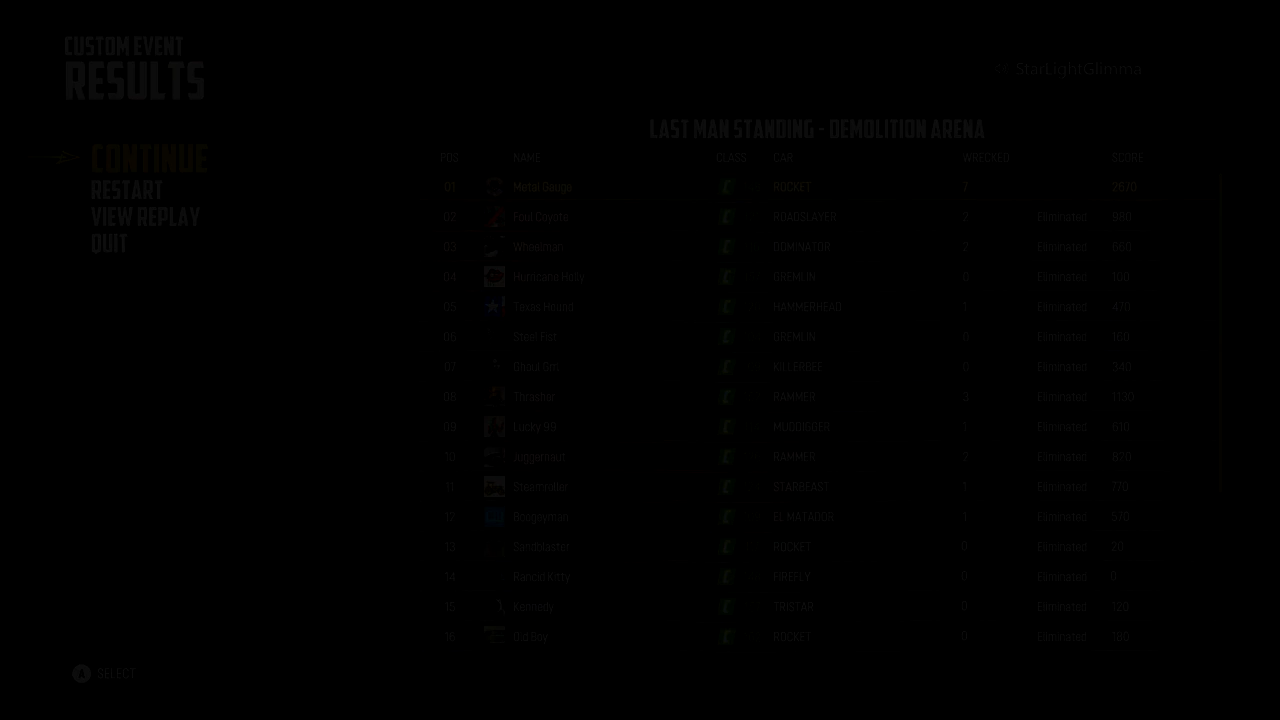 CUSTOM EVENT
RESULTS
StarLightGlimma
CONTINUE
RESTART
VIEW REPLAY
QUIT
LAST MAN STANDING - DEMOLITION ARENA
POS NAME CLASS CAR WRECKED SCORE
01 Metal Gauge C ROCKET 7 2670
02 Foul Coyote C ROADSLAYER 2 Eliminated 980
03 Wheelman C DOMINATOR 2 Eliminated 660
04 Hurricane Holly C GREMLIN 0 Eliminated 100
05 Texas Hound C HAMMERHEAD 1 Eliminated 470
06 Steel Fist C GREMLIN 0 Eliminated 160
07 Ghoul Girl C KILLERBEE 0 Eliminated 340
08 Thrasher C RAMMER 3 Eliminated 1130
09 Lucky 99 C MUDDIGGER 1 Eliminated 610
10 Juggernaut C RAMMER 2 Eliminated 870
11 Steamroller C STARBEAST 1 Eliminated 770
12 Boogeyman C EL MATADOR 1 Eliminated 570
13 Sandblaster C ROCKET 0 Eliminated 20
14 Rancid Kitty C FIREFLY 0 Eliminated 0
15 Kennedy C TRISTAR 0 Eliminated 120
16 Old Boy C ROCKET 0 Eliminated 180
A SELECT